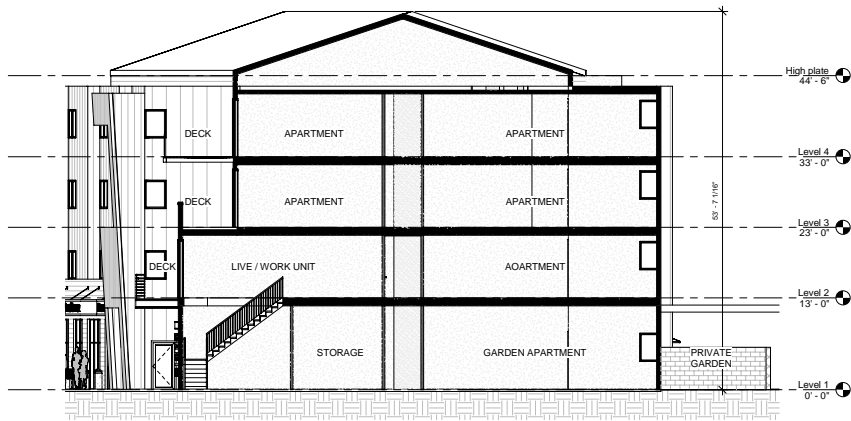 High plate
44' - 6"
DECK
APARTMENT
APARTMENT
Level 4
33' - 0"
DECK
APARTMENT
APARTMENT
53' - 7 1/16"
Level 3
23' - 0"
DECK
LIVE / WORK UNIT
AOARTMENT
Level 2
13' - 0"
STORAGE
GARDEN APARTMENT
PRIVATE
GARDEN
Level 1
0' - 0"